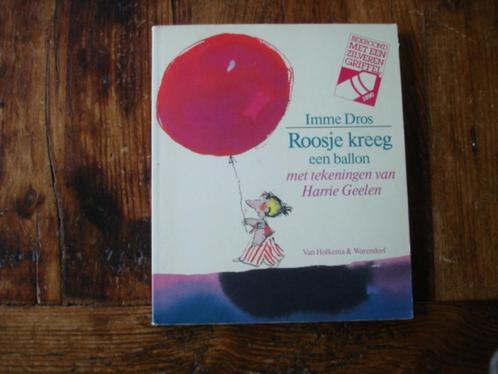 BEKROOND
MET EEN
ZILVEREN
GRIFFEL
1990
Imme Dros
Roosje kreeg
een ballon
met tekeningen van
Harrie Geelen
Van Holkema & Warendorf